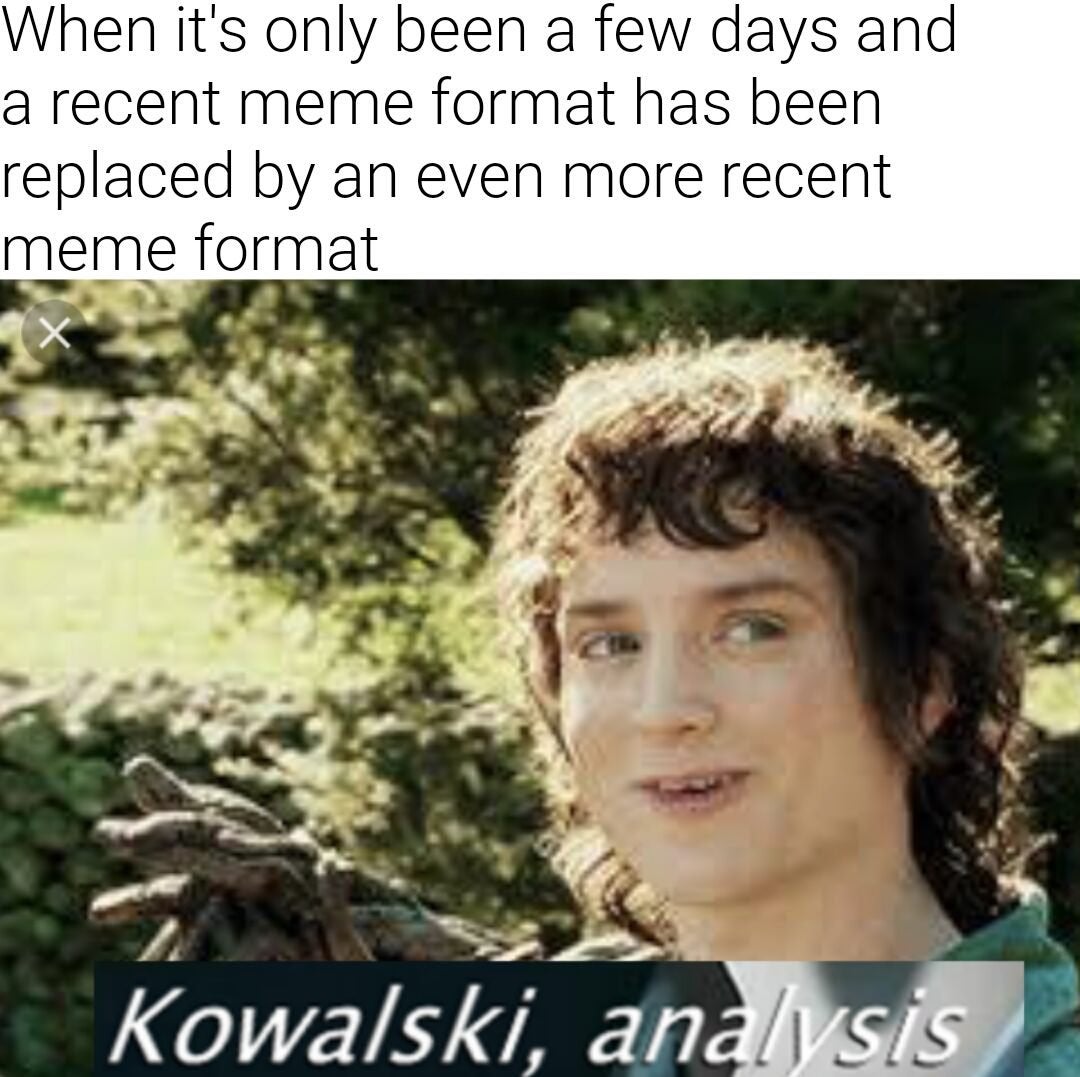 When it's only been a few days and
a recent meme format has been
replaced by an even more recent
meme format
Kowalski, analysis